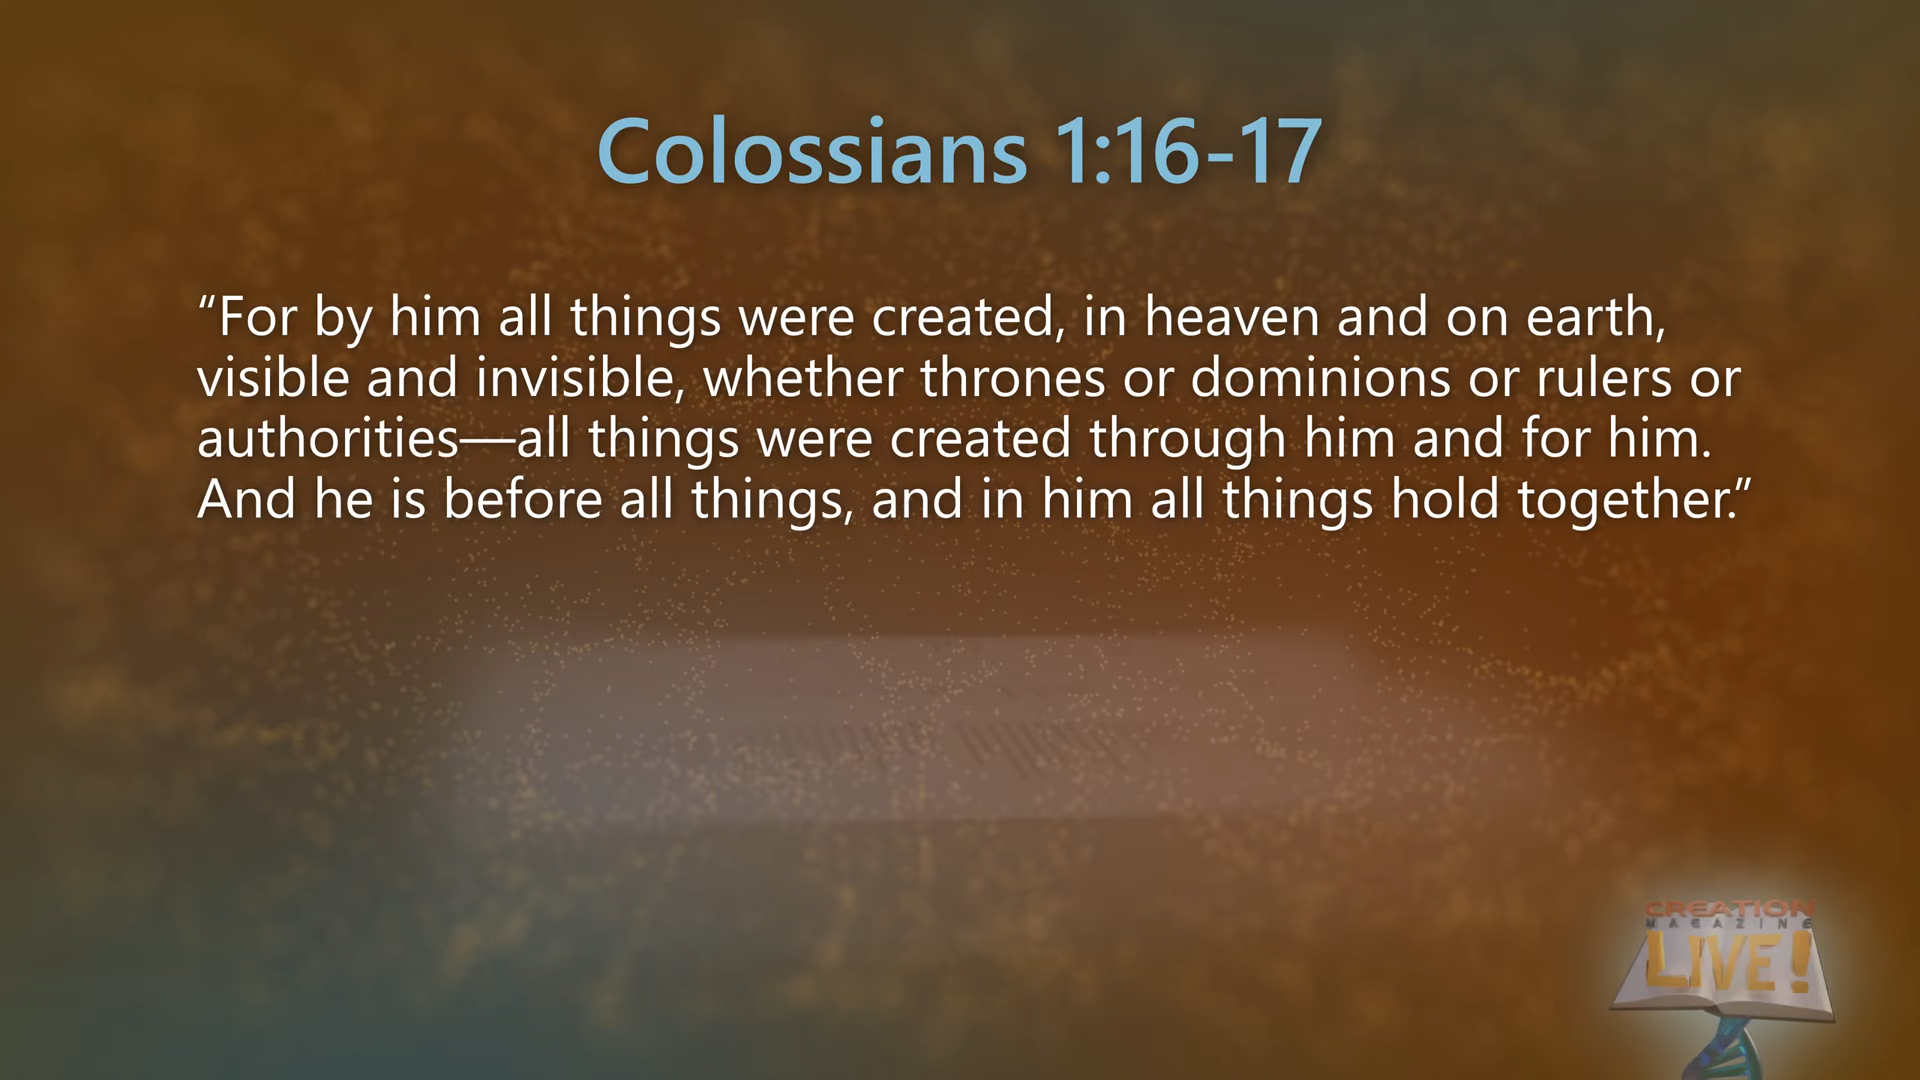 Colossians 1:16-17
“For by him all things were created, in heaven and on earth,
visible and invisible, whether thrones or dominions or rulers or
authorities—all things were created through him and for him.
And he is before all things, and in him all things hold together.”
CREATION
MAGAZINE
LIVE!